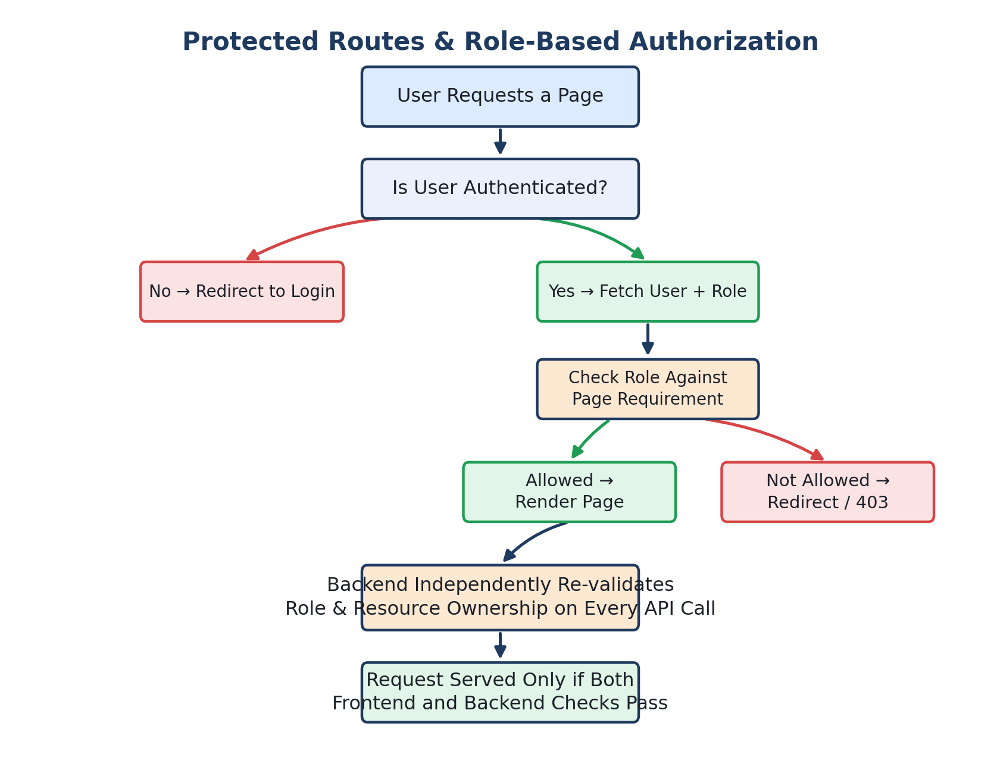 Protected Routes & Role-Based Authorization
User Requests a Page
Is User Authenticated?
No → Redirect to Login
Yes → Fetch User + Role
Check Role Against
Page Requirement
Allowed →
Render Page
Not Allowed →
Redirect / 403
Backend Independently Re-validates
Role & Resource Ownership on Every API Call
Request Served Only if Both
Frontend and Backend Checks Pass